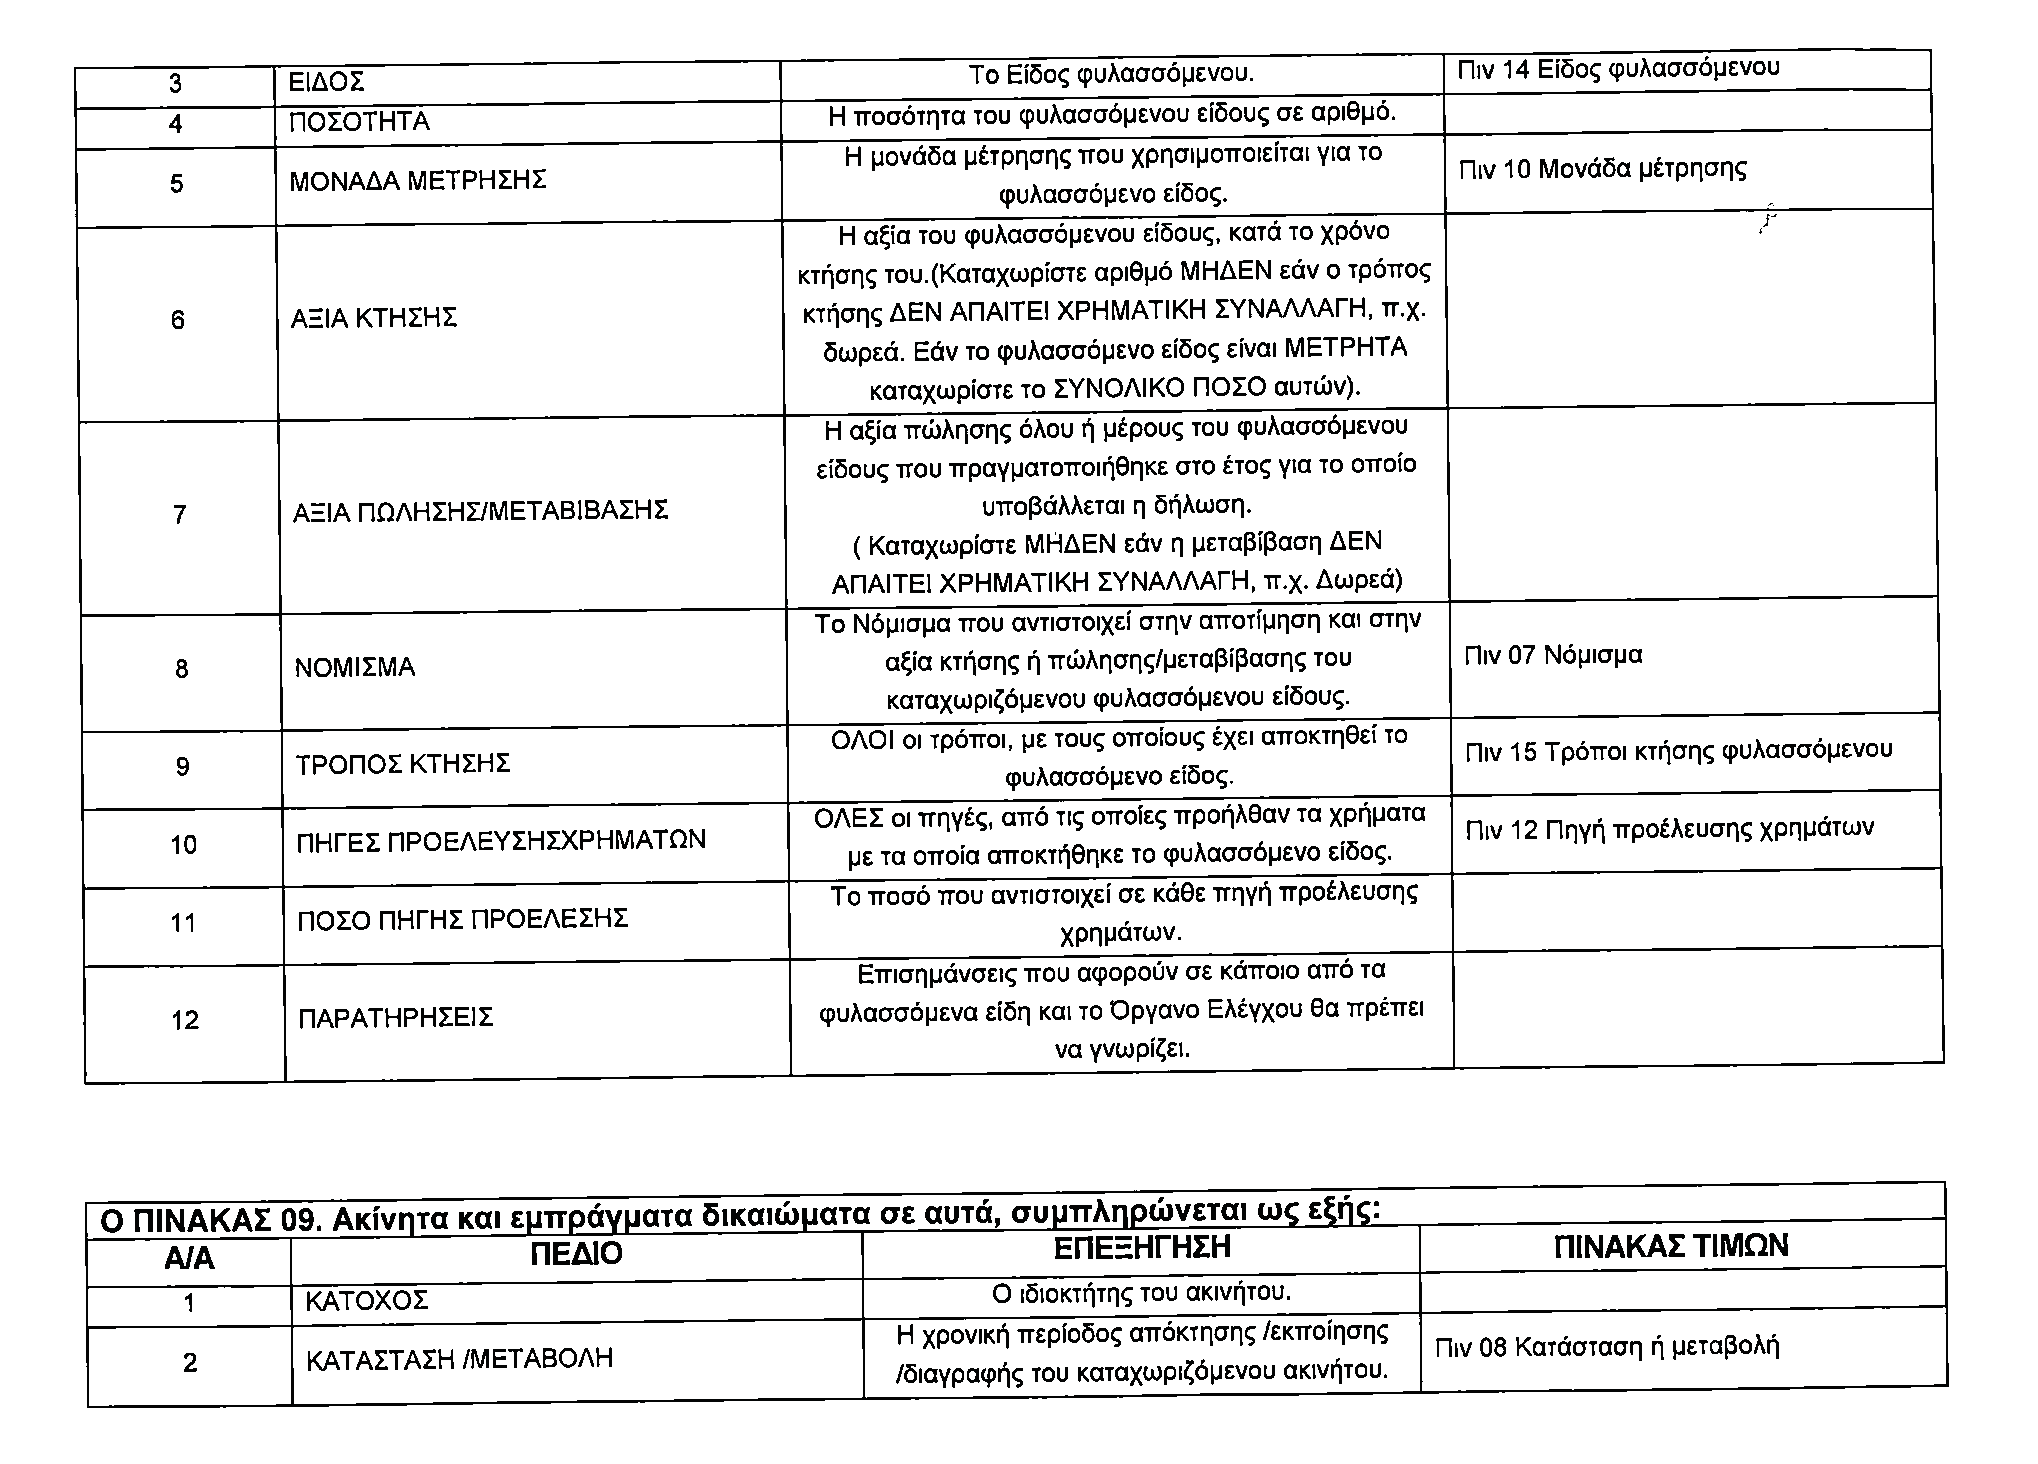 3 ΕΙΔΟΣ Το Είδος φυλασσόμενου. Πιν 14 Είδος φυλασσόμενου
4 ΠΟΣΟΤΗΤΑ Η ποσότητα του φυλασσόμενου είδους σε αριθμό.
5 ΜΟΝΑΔΑ ΜΕΤΡΗΣΗΣ Η μονάδα μέτρησης που χρησιμοποιείται για το
φυλασσόμενο είδος. Πιν 10 Μονάδα μέτρησης
6 ΑΞΙΑ ΚΤΗΣΗΣ Η αξία του φυλασσόμενου είδους, κατά το χρόνο
κτήσης του.(Καταχωρίστε αριθμό ΜΗΔΕΝ εάν ο τρόπος
κτήσης ΔΕΝ ΑΠΑΙΤΕΙ ΧΡΗΜΑΤΙΚΗ ΣΥΝΑΛΛΑΓΗ, π.χ.
δωρεά. Εάν το φυλασσόμενο είδος είναι ΜΕΤΡΗΤΑ
καταχωρίστε το ΣΥΝΟΛΙΚΟ ΠΟΣΟ αυτών).
7 ΑΞΙΑ ΠΩΛΗΣΗΣ/ΜΕΤΑΒΙΒΑΣΗΣ Η αξία πώλησης όλου ή μέρους του φυλασσόμενου
είδους που πραγματοποιήθηκε στο έτος για το οποίο
υποβάλλεται η δήλωση.
( Καταχωρίστε ΜΗΔΕΝ εάν η μεταβίβαση ΔΕΝ
ΑΠΑΙΤΕΙ ΧΡΗΜΑΤΙΚΗ ΣΥΝΑΛΛΑΓΗ, π.χ. Δωρεά)
8 ΝΟΜΙΣΜΑ Το Νόμισμα που αντιστοιχεί στην αποτίμηση και στην
αξία κτήσης ή πώλησης/μεταβίβασης του
καταχωριζόμενου φυλασσόμενου είδους. Πιν 07 Νόμισμα
9 ΤΡΟΠΟΣ ΚΤΗΣΗΣ ΟΛΟΙ οι τρόποι, με τους οποίους έχει αποκτηθεί το
φυλασσόμενο είδος. Πιν 15 Τρόποι κτήσης φυλασσόμενου
10 ΠΗΓΕΣ ΠΡΟΕΛΕΥΣΗΣΧΡΗΜΑΤΩΝ ΟΛΕΣ οι πηγές, από τις οποίες προήλθαν τα χρήματα
με τα οποία αποκτήθηκε το φυλασσόμενο είδος. Πιν 12 Πηγή προέλευσης χρημάτων
11 ΠΟΣΟ ΠΗΓΗΣ ΠΡΟΕΛΕΣΗΣ Το ποσό που αντιστοιχεί σε κάθε πηγή προέλευσης
χρημάτων.
12 ΠΑΡΑΤΗΡΗΣΕΙΣ Επισημάνσεις που αφορούν σε κάποιο από τα
φυλασσόμενα είδη και το Όργανο Ελέγχου θα πρέπει
να γνωρίζει.
Ο ΠΙΝΑΚΑΣ 09. Ακίνητα και εμπράγματα δικαιώματα σε αυτά, συμπληρώνεται ως εξής:
Α/Α ΠΕΔΙΟ ΕΠΕΞΗΓΗΣΗ ΠΙΝΑΚΑΣ ΤΙΜΩΝ
1 ΚΑΤΟΧΟΣ Ο ιδιοκτήτης του ακινήτου.
2 ΚΑΤΑΣΤΑΣΗ /ΜΕΤΑΒΟΛΗ Η χρονική περίοδος απόκτησης /εκποίησης
/διαγραφής του καταχωριζόμενου ακινήτου. Πιν 08 Κατάσταση ή μεταβολή